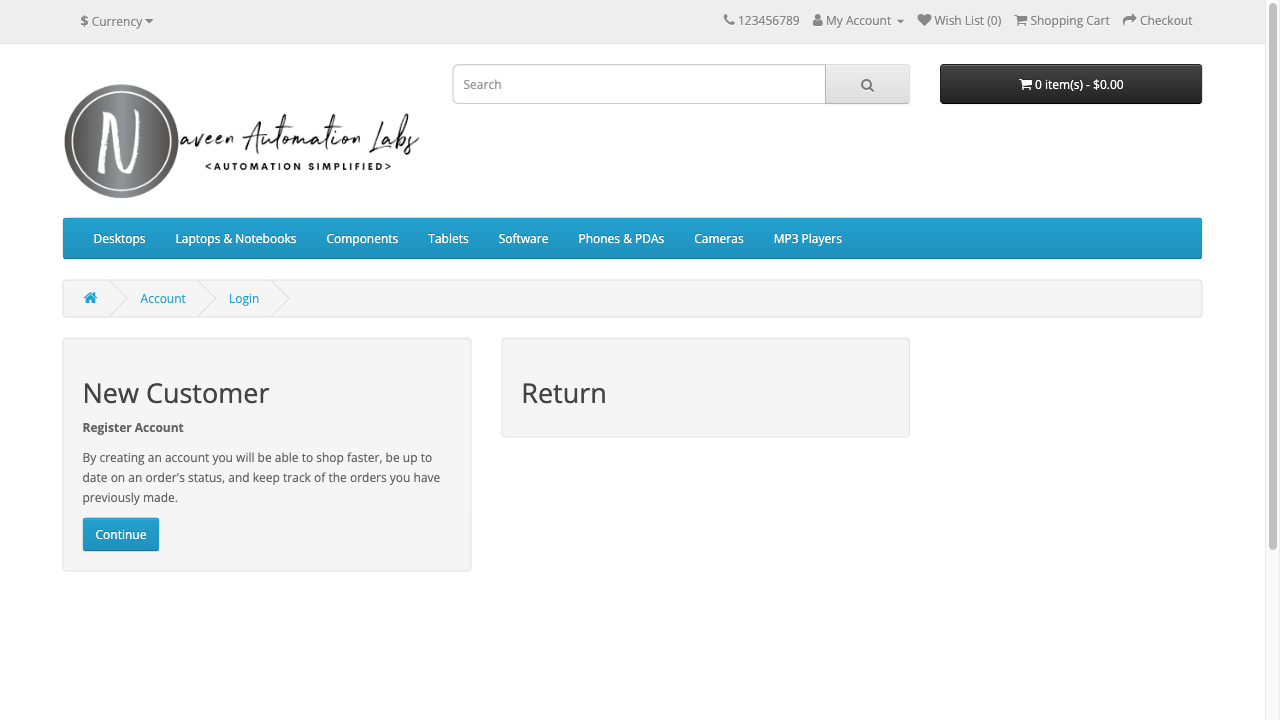 $ Currency
123456789 My Account Wish List (0) Shopping Cart Checkout
Search
0 item(s) - $0.00
N aveen Automation Labs
<AUTOMATION SIMPLIFIED>
Desktops Laptops & Notebooks Components Tablets Software Phones & PDAs Cameras MP3 Players
Account Login
New Customer
Register Account
By creating an account you will be able to shop faster, be up to
date on an order's status, and keep track of the orders you have
previously made.
Continue
Return